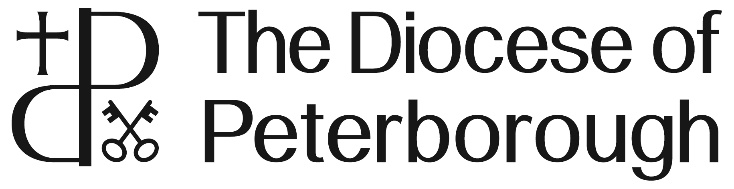 The Diocese of
Peterborough